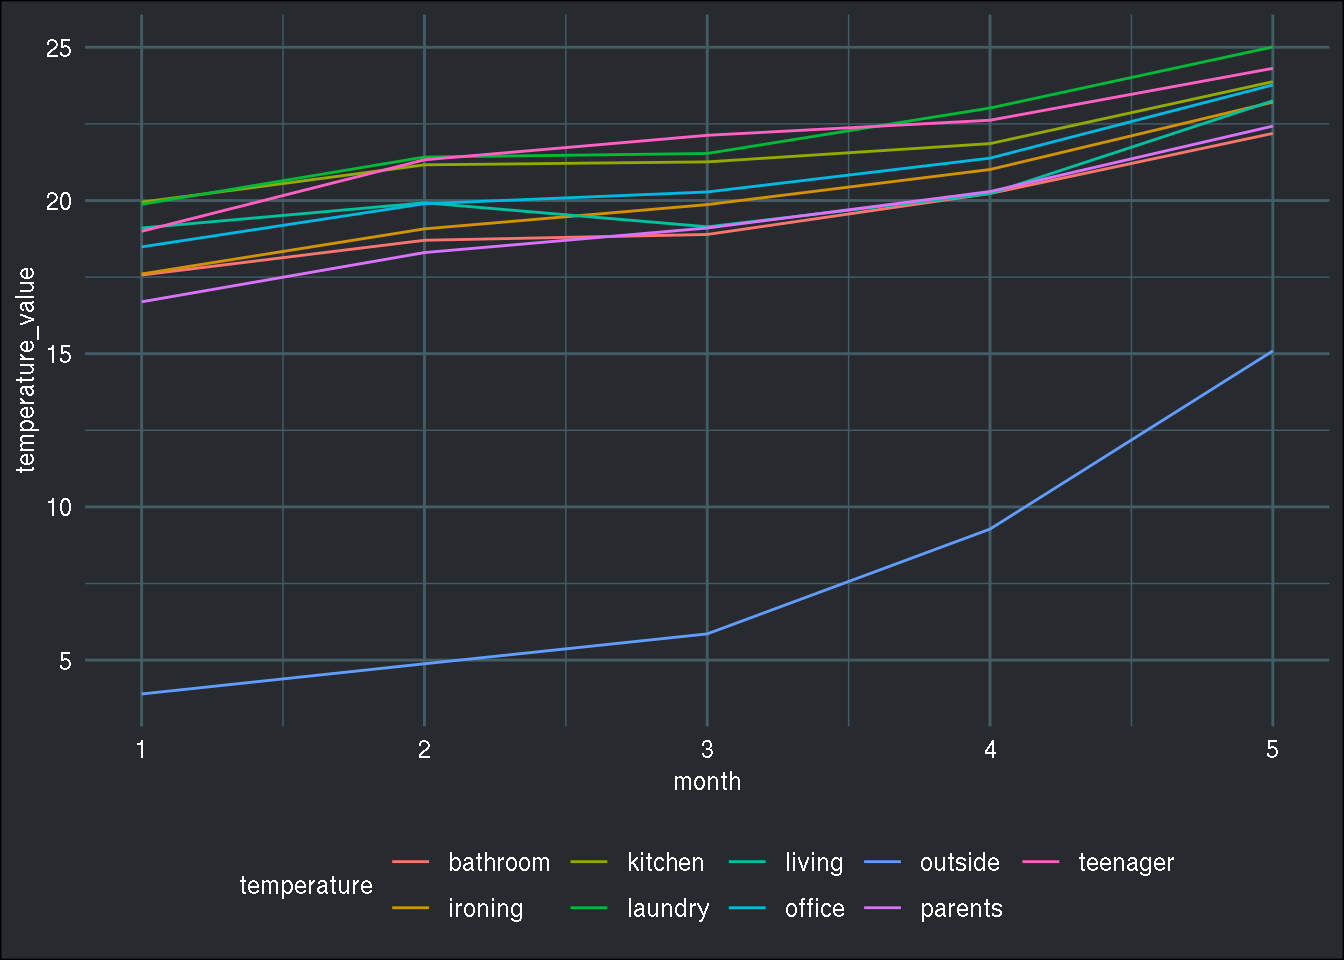 25
20
15
10
5
temperature_value
1 2 3 4 5
month
temperature
bathroom kitchen living outside teenager
ironing laundry office parents